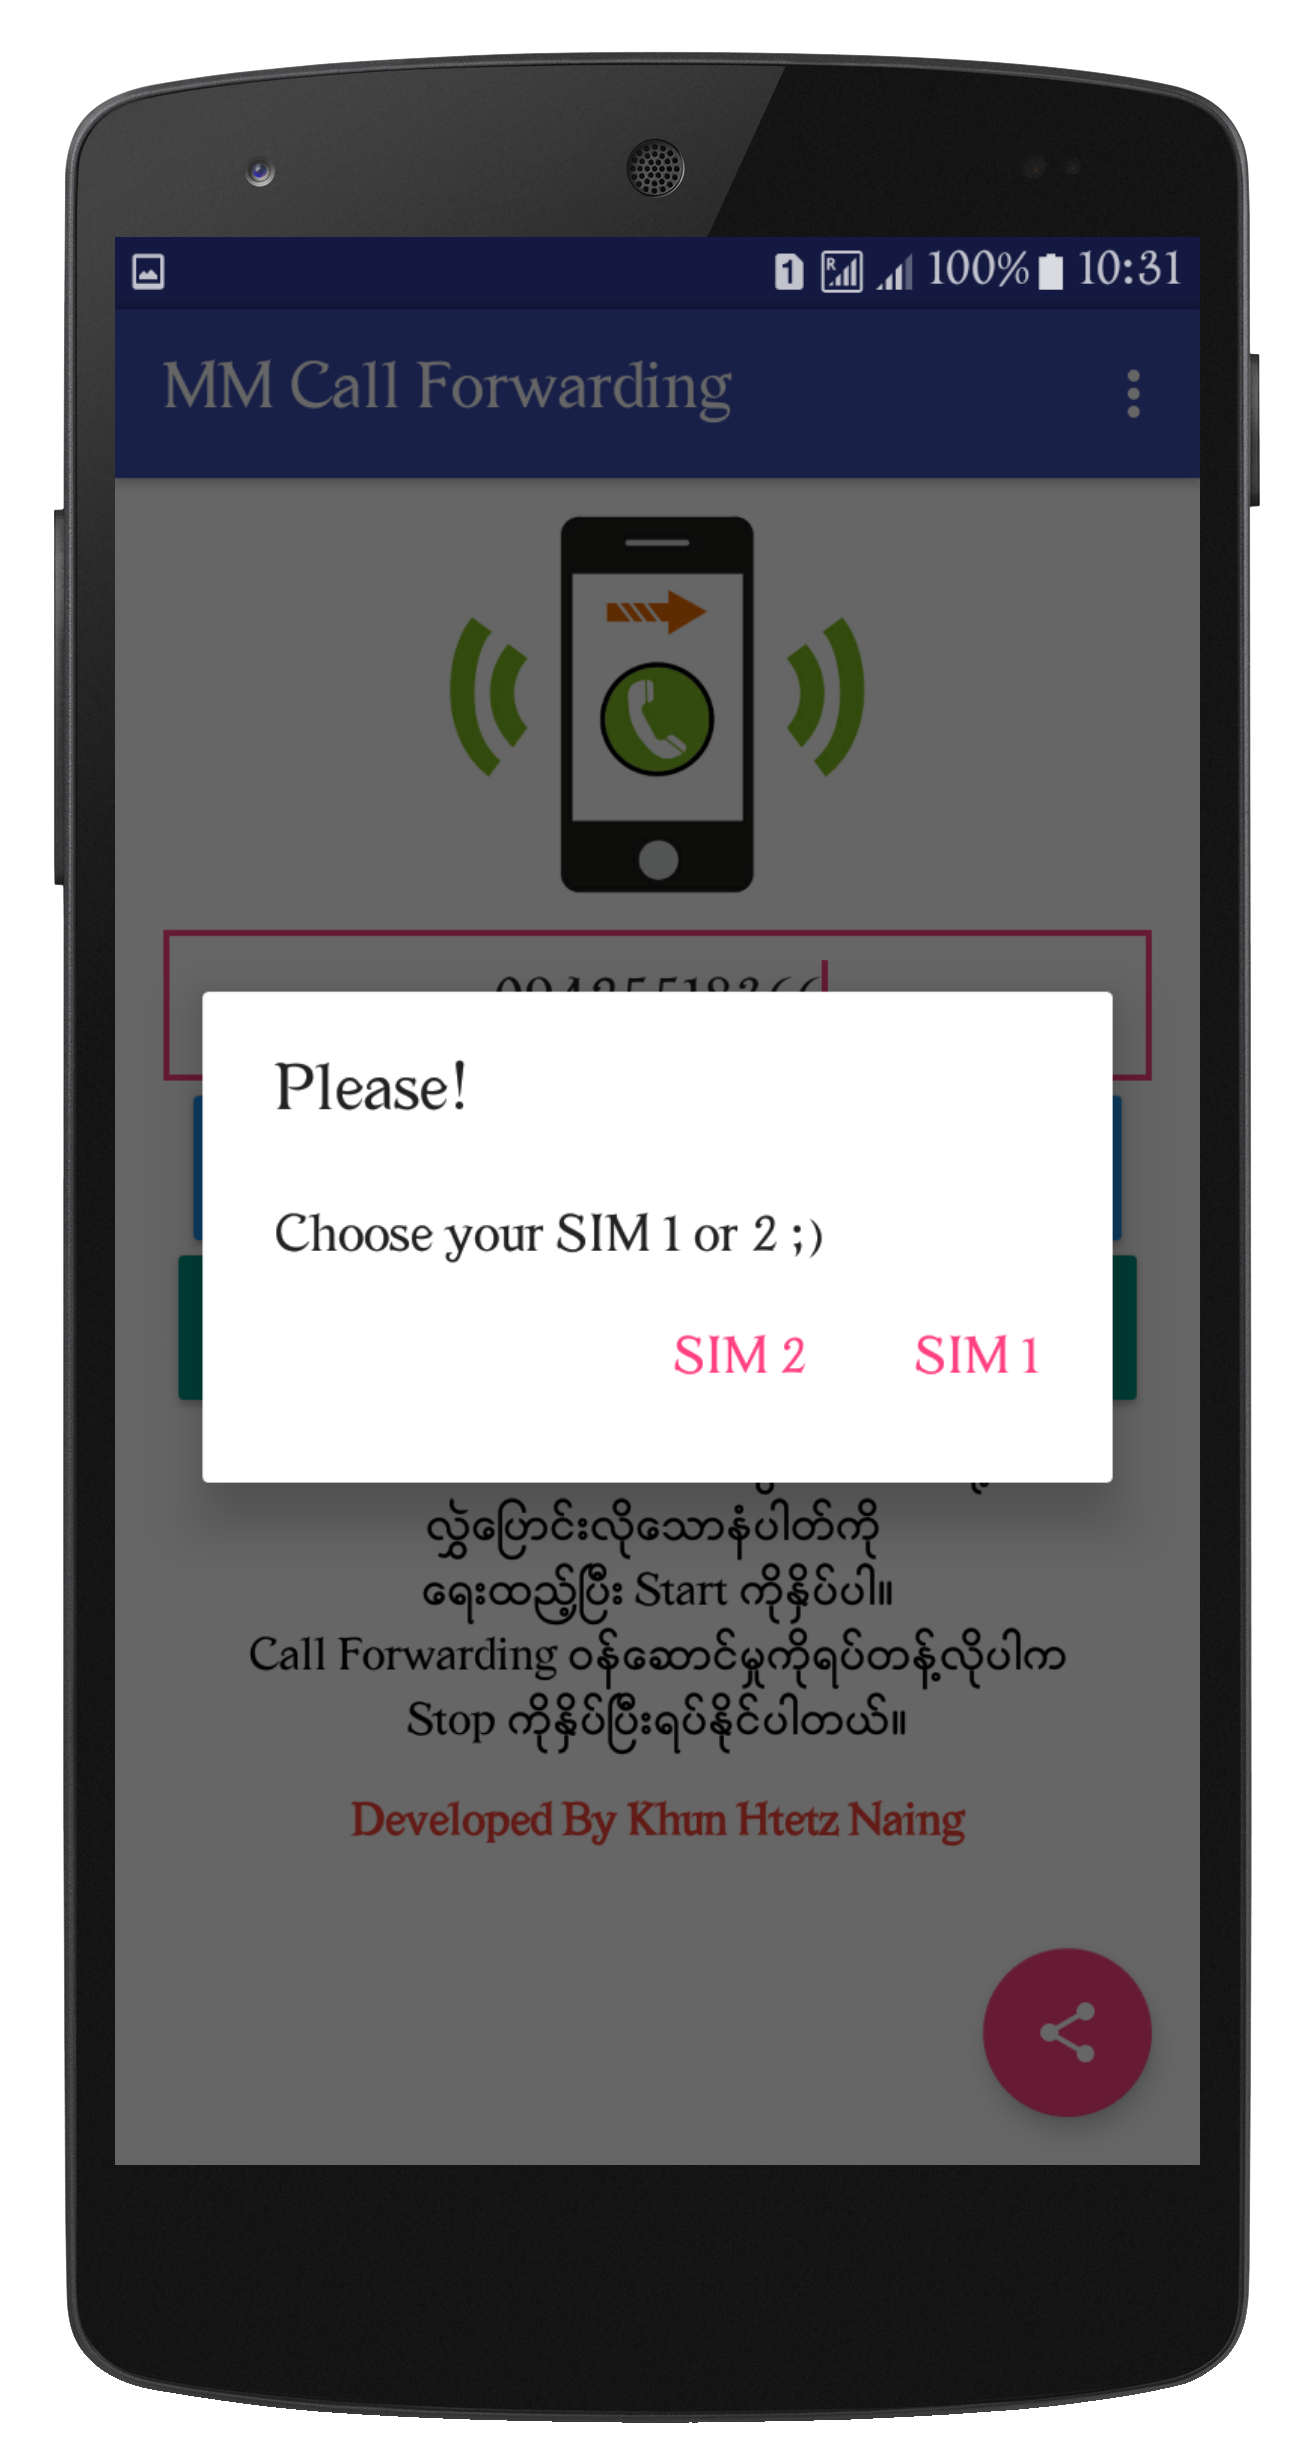 100% 10:31
MM Call Forwarding
Please!
Choose your SIM 1 or 2 ;)
SIM 2 SIM 1
လွှဲပြောင်းလိုသောနံပါတ်ကို
ရေးထည့်ပြီး Start ကိုနှိပ်ပါ။
Call Forwarding ဝန်ဆောင်မှုကိုရပ်တန့်လိုပါက
Stop ကိုနှိပ်ပြီးရပ်နိုင်ပါတယ်။
Developed By Khun Htetz Naing